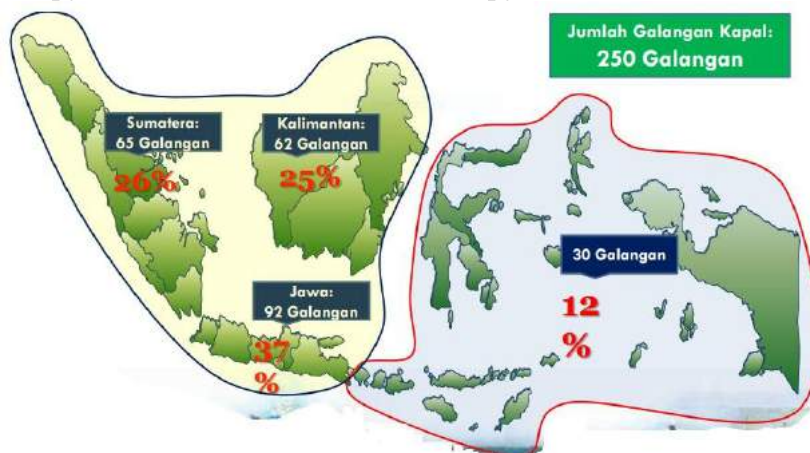 Jumlah Galangan Kapal:
250 Galangan
Sumatera:
65 Galangan
26%
Kalimantan:
62 Galangan
25%
Jawa:
92 Galangan
37
%
30 Galangan
12
%